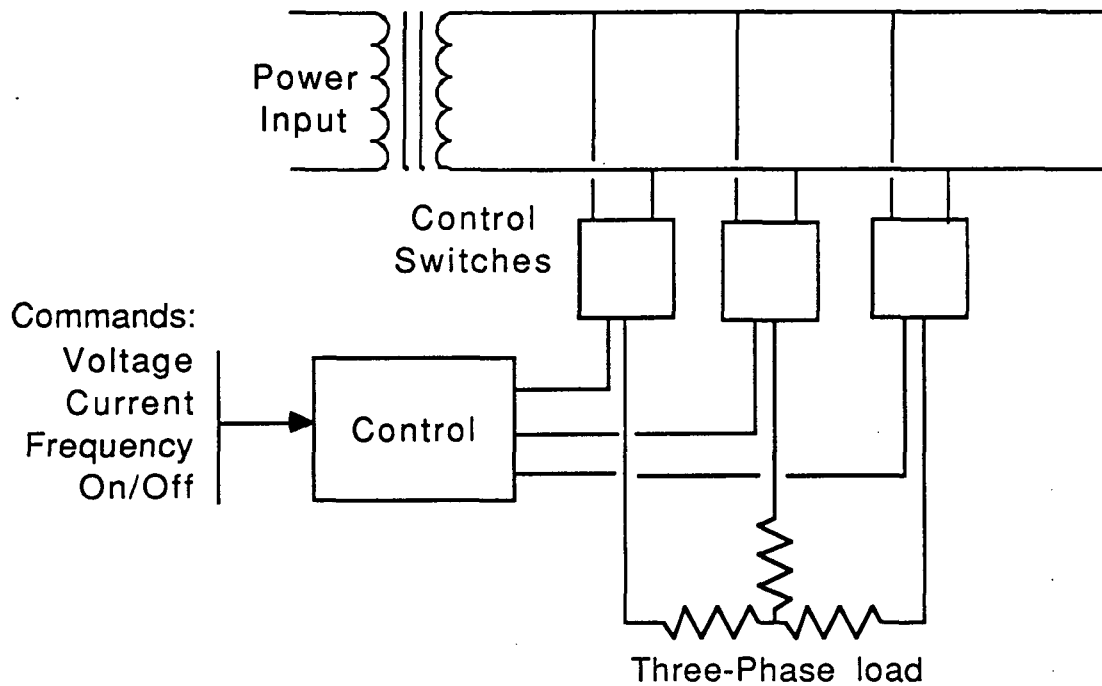 Power
Input
Control
Switches
Commands:
Voltage
Current
Frequency
On/Off
Control
Three-Phase load